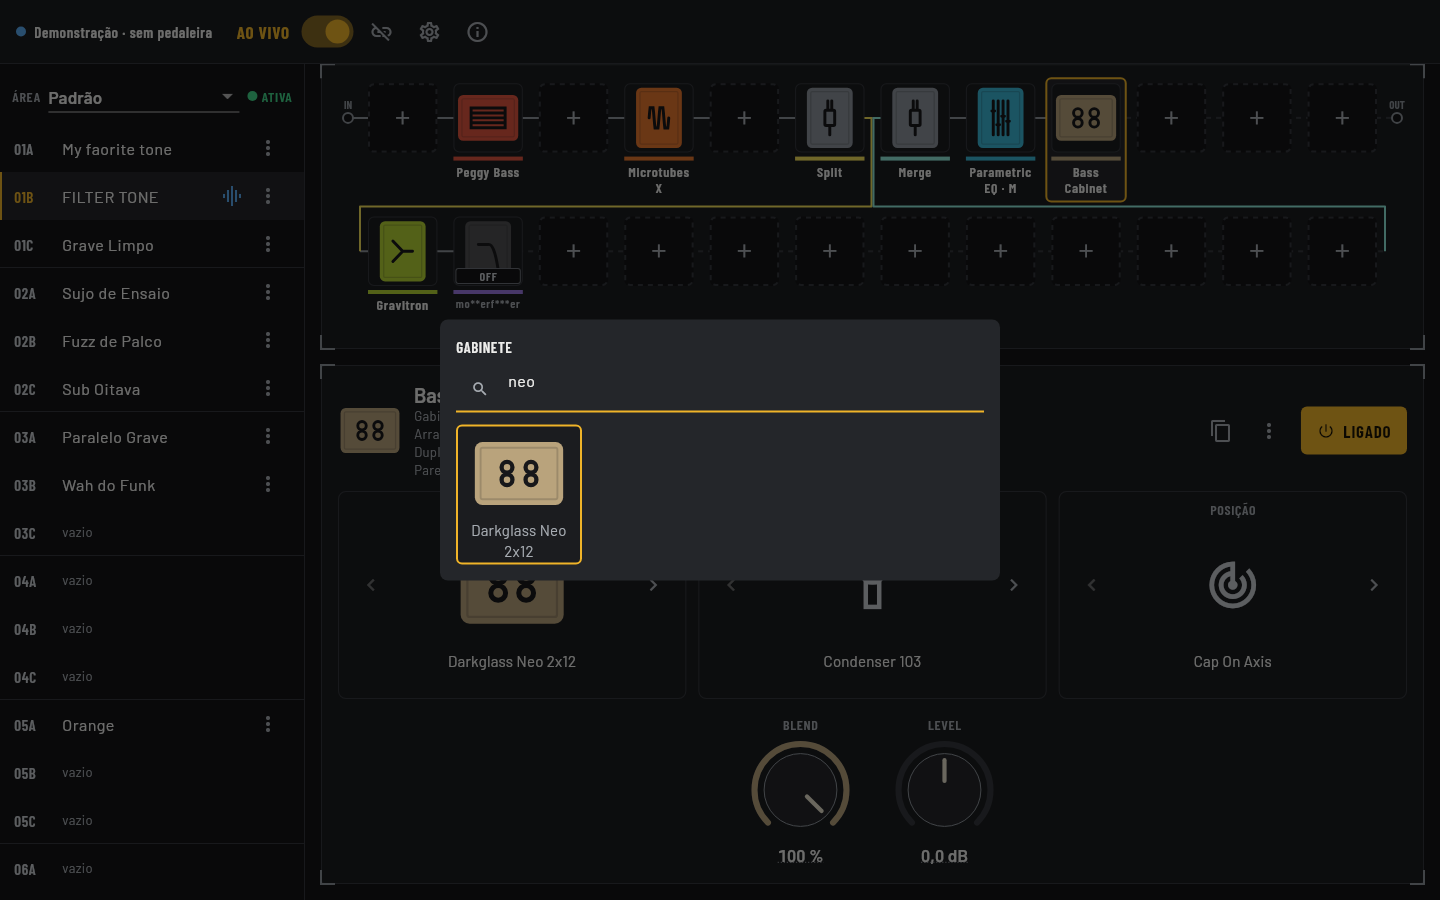 Demonstração · sem pedaleira
AO VIVO
ÁREA
Padrão
ATIVA
01A My faorite tone
01B FILTER TONE
01C Grave Limpo
02A Sujo de Ensaio
02B Fuzz de Palco
02C Sub Oitava
03A Paralelo Grave
03B Wah do Funk
03C vazio
04A vazio
04B vazio
04C vazio
05A Orange
05B vazio
05C vazio
06A vazio
IN
OUT
Peggy Bass
Microtubes
X
Split
Merge
Parametric
EQ · M
Bass
Cabinet
OFF
Gravitron
mo**erf***er
GABINETE
neo
Darkglass Neo
2x12
LIGADO
POSIÇÃO
Darkglass Neo 2x12
Condenser 103
Cap On Axis
BLEND
LEVEL
100 %
0,0 dB